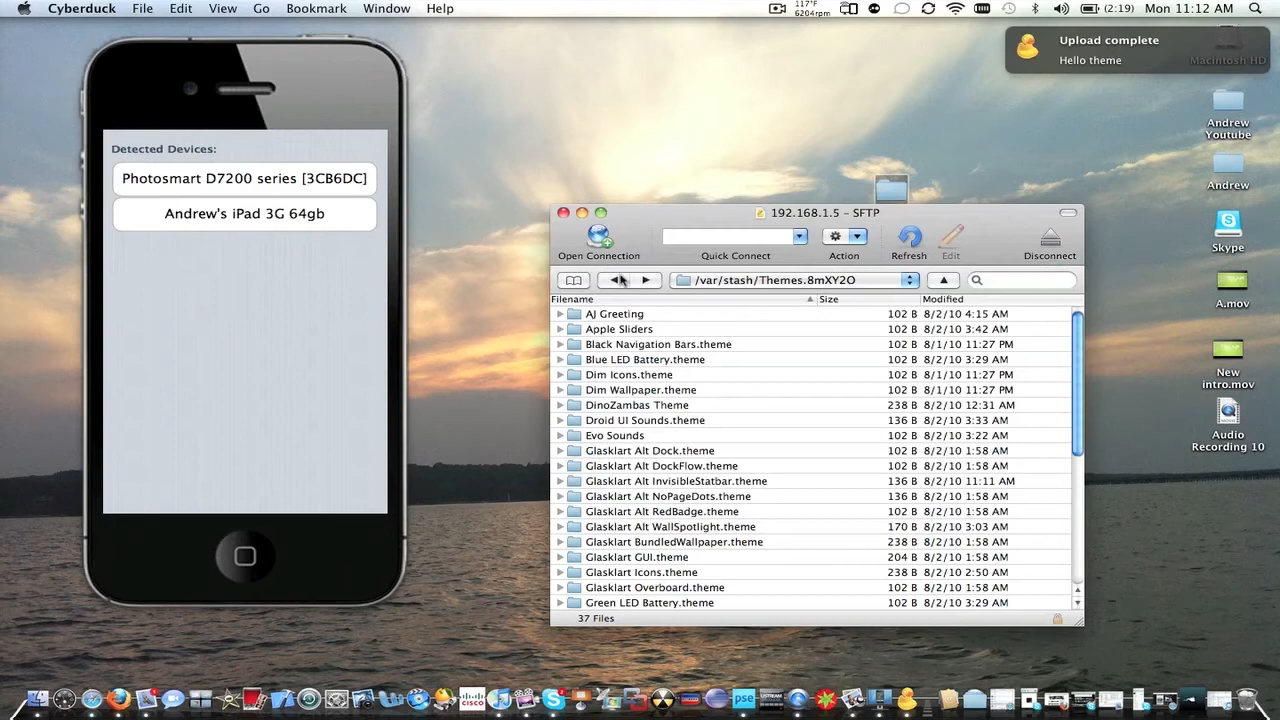 Cyberduck File Edit View Go Bookmark Window Help 117°F 6204rpm (2:19) Mon 11:12 AM
Upload complete
Hello theme
Macintosh HD
Detected Devices:
Photosmart D7200 series [3CB6DC]
Andrew's iPad 3G 64gb
192.168.1.5 – SFTP
Open Connection Quick Connect Action Refresh Edit Disconnect
/var/stash/Themes.8mXY2O
Filename Size Modified
AJ Greeting 102 B 8/2/10 4:15 AM
Apple Sliders 102 B 8/2/10 3:42 AM
Black Navigation Bars.theme 102 B 8/1/10 11:27 PM
Blue LED Battery.theme 102 B 8/2/10 3:29 AM
Dim Icons.theme 102 B 8/1/10 11:27 PM
Dim Wallpaper.theme 102 B 8/1/10 11:27 PM
DinoZambas Theme 238 B 8/2/10 12:31 AM
Droid UI Sounds.theme 136 B 8/2/10 3:33 AM
Evo Sounds 102 B 8/2/10 3:22 AM
Glasklart Alt Dock.theme 102 B 8/2/10 1:58 AM
Glasklart Alt DockFlow.theme 102 B 8/2/10 1:58 AM
Glasklart Alt InvisibleStatbar.theme 136 B 8/2/10 11:11 AM
Glasklart Alt NoPageDots.theme 136 B 8/2/10 1:58 AM
Glasklart Alt RedBadge.theme 102 B 8/2/10 1:58 AM
Glasklart Alt WallSpotlight.theme 170 B 8/2/10 3:03 AM
Glasklart BundledWallpaper.theme 238 B 8/2/10 1:58 AM
Glasklart GUI.theme 204 B 8/2/10 1:58 AM
Glasklart Icons.theme 238 B 8/2/10 2:50 AM
Glasklart Overboard.theme 102 B 8/2/10 1:58 AM
Green LED Battery.theme 102 B 8/2/10 3:29 AM
37 Files
Andrew Youtube
Andrew
Skype
A.mov
New intro.mov
Audio Recording 10
CISCO
pse